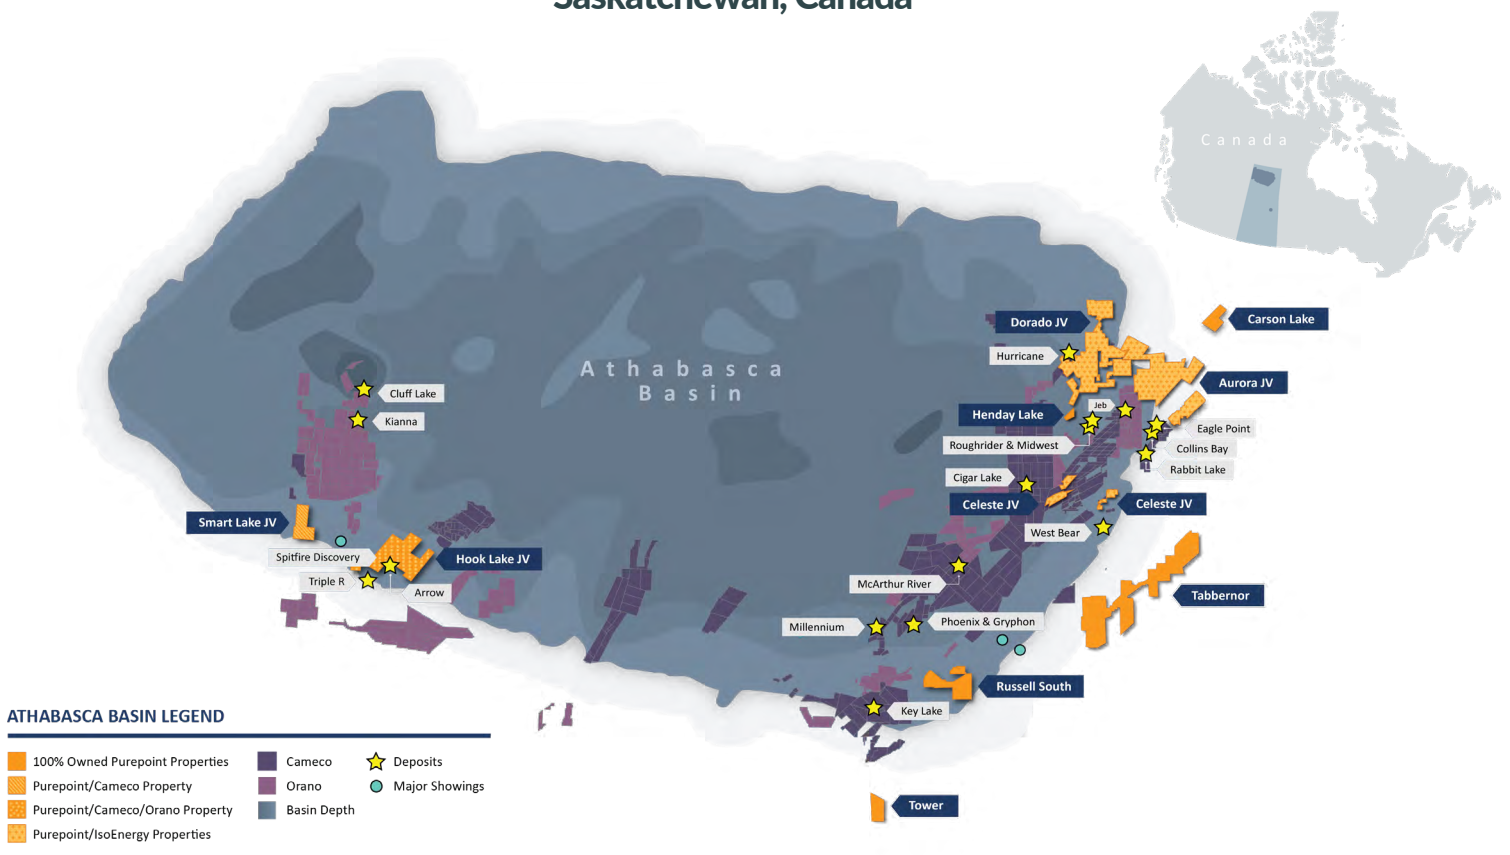 Saskatchewan, Canada
Canada
Athabasca
Basin
Dorado JV
Carson Lake
Hurricane
Aurora JV
Cluff Lake
Kianna
Jeb
Henday Lake
Eagle Point
Roughrider & Midwest
Collins Bay
Rabbit Lake
Cigar Lake
Celeste JV
Celeste JV
Smart Lake JV
West Bear
Spitfire Discovery
Hook Lake JV
Triple R
Arrow
McArthur River
Tabbernor
Millennium
Phoenix & Gryphon
Russell South
Key Lake
Tower
ATHABASCA BASIN LEGEND
100% Owned Purepoint Properties
Purepoint/Cameco Property
Purepoint/Cameco/Orano Property
Purepoint/IsoEnergy Properties
Cameco
Orano
Basin Depth
Deposits
Major Showings